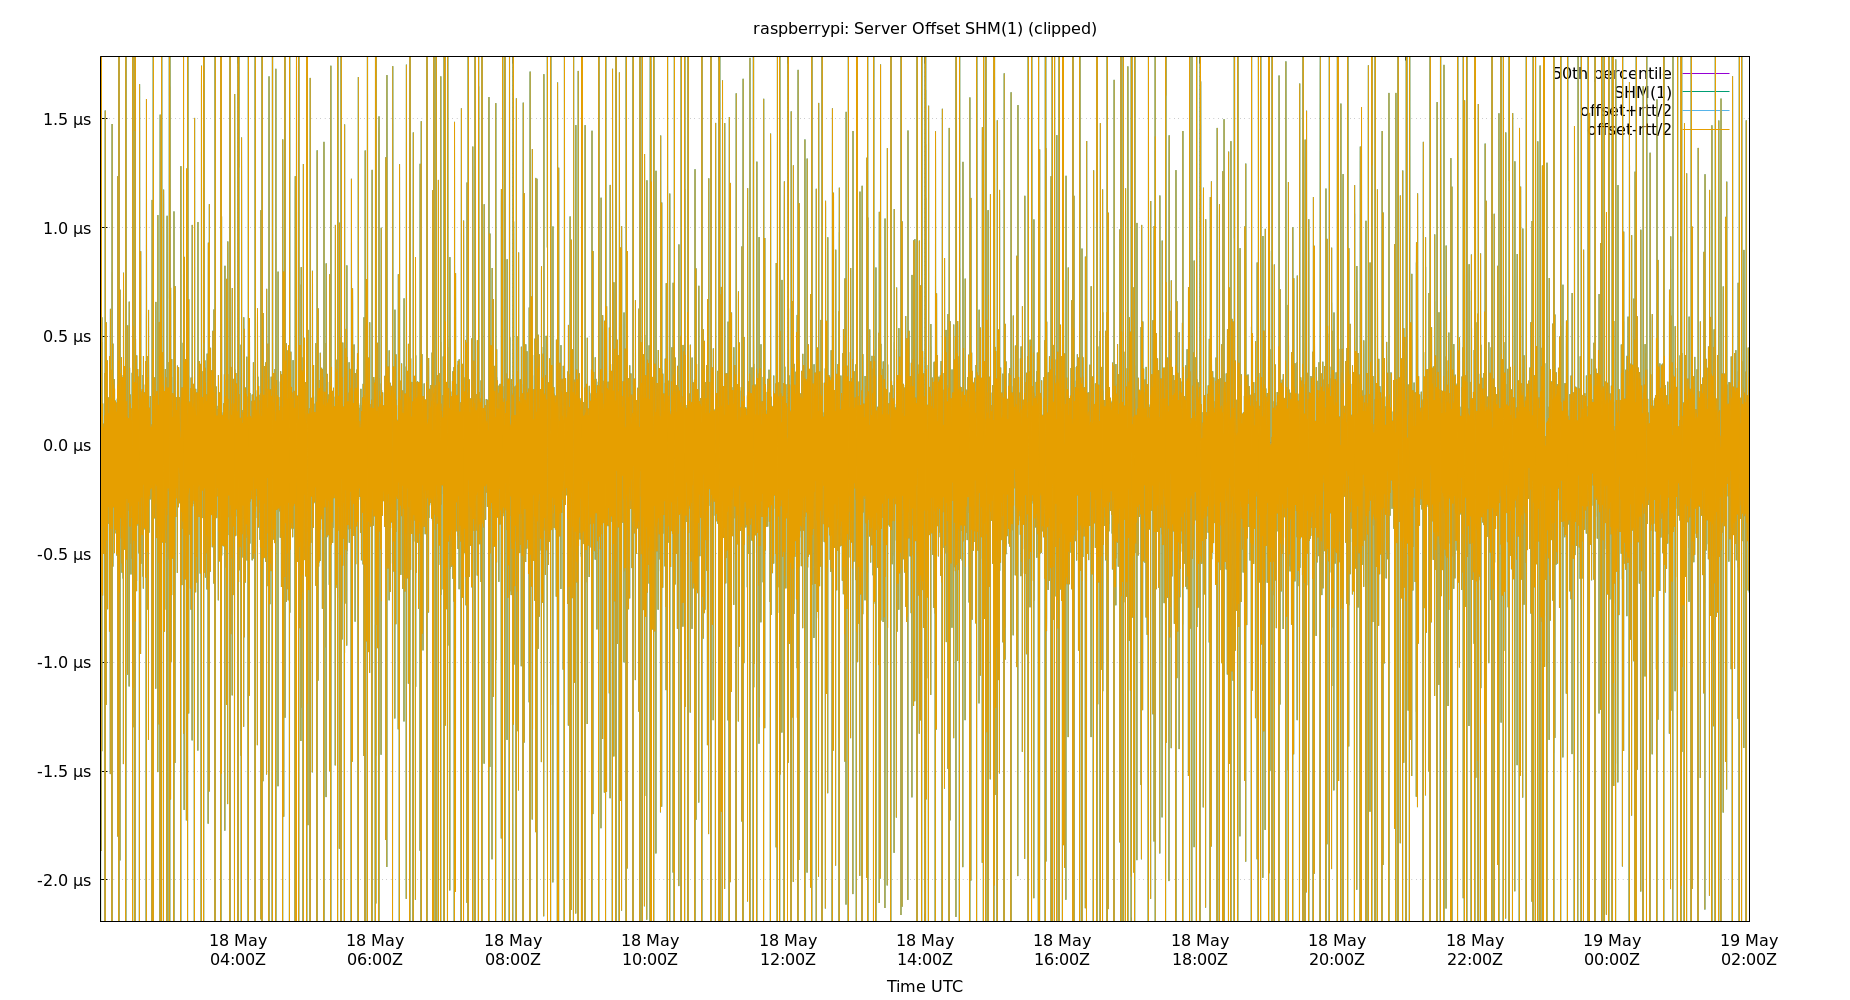 raspberrypi: Server Offset SHM(1) (clipped)
50th percentile
SHM(1)
offset+rtt/2
offset-rtt/2
1.5 µs
1.0 µs
0.5 µs
0.0 µs
-0.5 µs
-1.0 µs
-1.5 µs
-2.0 µs
18 May 18 May 18 May 18 May 18 May 18 May 18 May 18 May 18 May 18 May 19 May 19 May
04:00Z 06:00Z 08:00Z 10:00Z 12:00Z 14:00Z 16:00Z 18:00Z 20:00Z 22:00Z 00:00Z 02:00Z
Time UTC